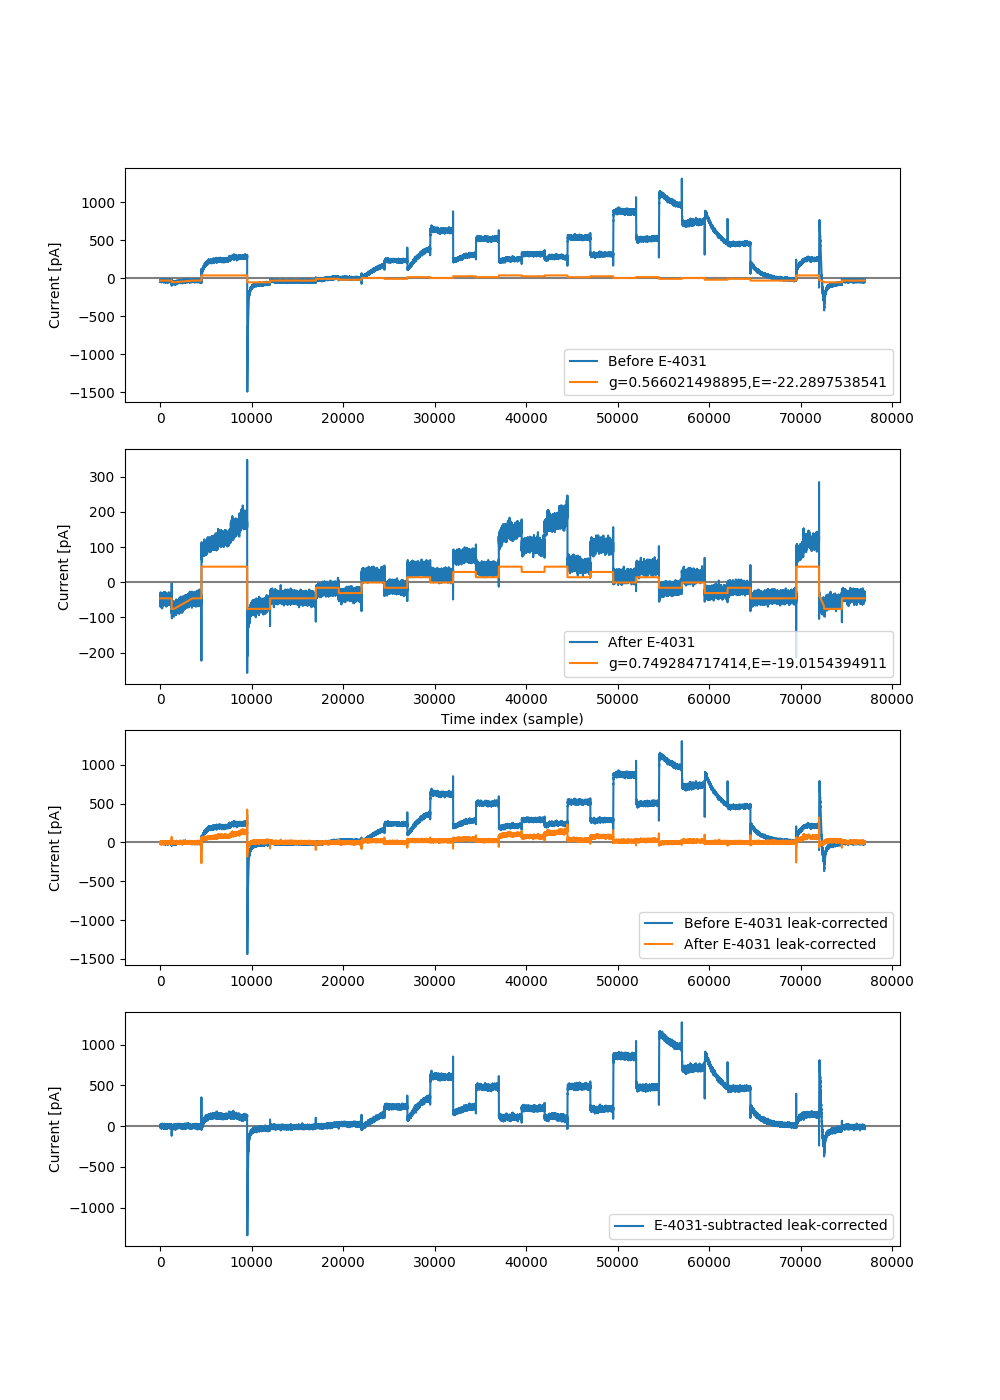 1000
500
0
−500
−1000
−1500
Current [pA]
Before E-4031
g=0.566021498895,E=-22.2897538541
0 10000 20000 30000 40000 50000 60000 70000 80000
300
200
100
0
−100
−200
Current [pA]
After E-4031
g=0.749284717414,E=-19.0154394911
0 10000 20000 30000 40000 50000 60000 70000 80000
Time index (sample)
1000
500
0
−500
−1000
−1500
Current [pA]
Before E-4031 leak-corrected
After E-4031 leak-corrected
0 10000 20000 30000 40000 50000 60000 70000 80000
1000
500
0
−500
−1000
Current [pA]
E-4031-subtracted leak-corrected
0 10000 20000 30000 40000 50000 60000 70000 80000